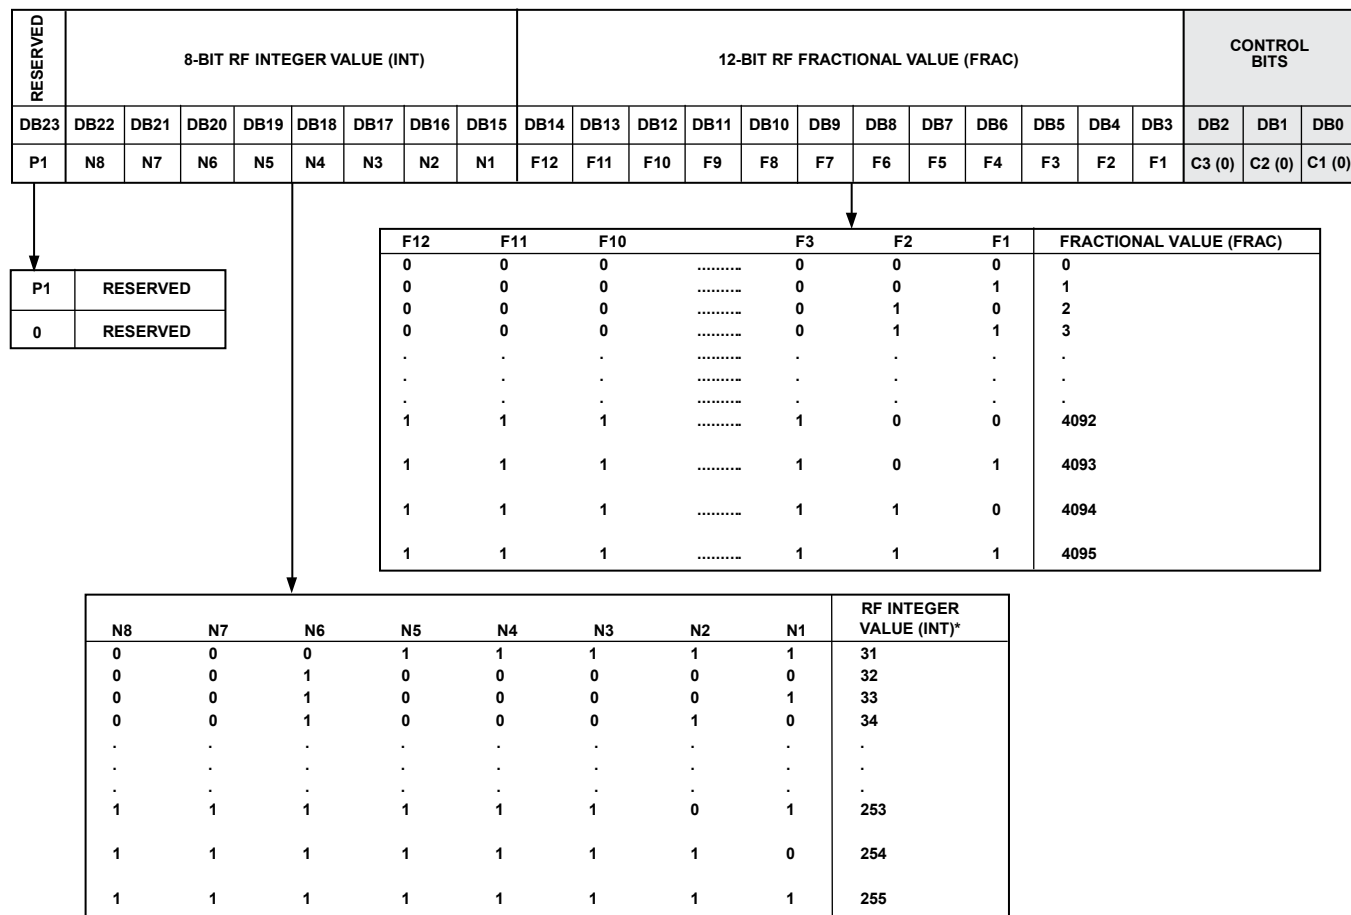 RESERVED
8-BIT RF INTEGER VALUE (INT)
12-BIT RF FRACTIONAL VALUE (FRAC)
CONTROL
BITS
DB23 DB22 DB21 DB20 DB19 DB18 DB17 DB16 DB15 DB14 DB13 DB12 DB11 DB10 DB9 DB8 DB7 DB6 DB5 DB4 DB3 DB2 DB1 DB0
P1 N8 N7 N6 N5 N4 N3 N2 N1 F12 F11 F10 F9 F8 F7 F6 F5 F4 F3 F2 F1 C3 (0) C2 (0) C1 (0)
P1 RESERVED
0 RESERVED
F12 F11 F10 F3 F2 F1 FRACTIONAL VALUE (FRAC)
0 0 0 .......... 0 0 0 0
0 0 0 .......... 0 0 1 1
0 0 0 .......... 0 1 0 2
0 0 0 .......... 0 1 1 3
. . . .......... . . . .
. . . .......... . . . .
. . . .......... . . . .
1 1 1 .......... 1 0 0 4092
1 1 1 .......... 1 0 1 4093
1 1 1 .......... 1 1 0 4094
1 1 1 .......... 1 1 1 4095
RF INTEGER
N8 N7 N6 N5 N4 N3 N2 N1 VALUE (INT)*
0 0 0 1 1 1 1 1 31
0 0 1 0 0 0 0 0 32
0 0 1 0 0 0 0 1 33
0 0 1 0 0 0 1 0 34
. . . . . . . . .
. . . . . . . . .
. . . . . . . . .
1 1 1 1 1 1 0 1 253
1 1 1 1 1 1 1 0 254
1 1 1 1 1 1 1 1 255